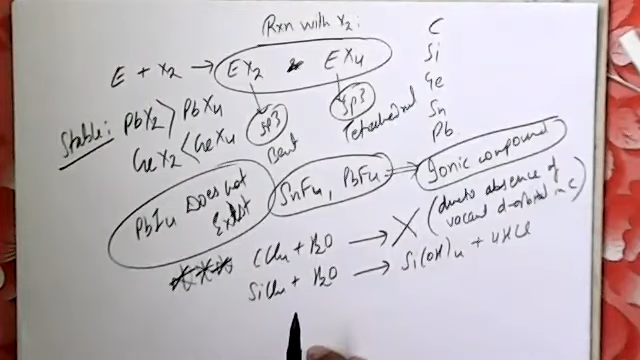 Rxn with X2:
E + X2 → EX2 & EX4
C
Si
Ge
Sn
Pb
sp3 Bent
sp3 Tetrahedral
Stable: PbX2 > PbX4
GeX2 < GeX4
PbI4 Does not Exist
SnF4, PbF4 ⇒ Ionic compound
*** CCl4 + H2O → X (due to absence of vacant d-orbital in C)
SiCl4 + H2O → Si(OH)4 + 4HCl